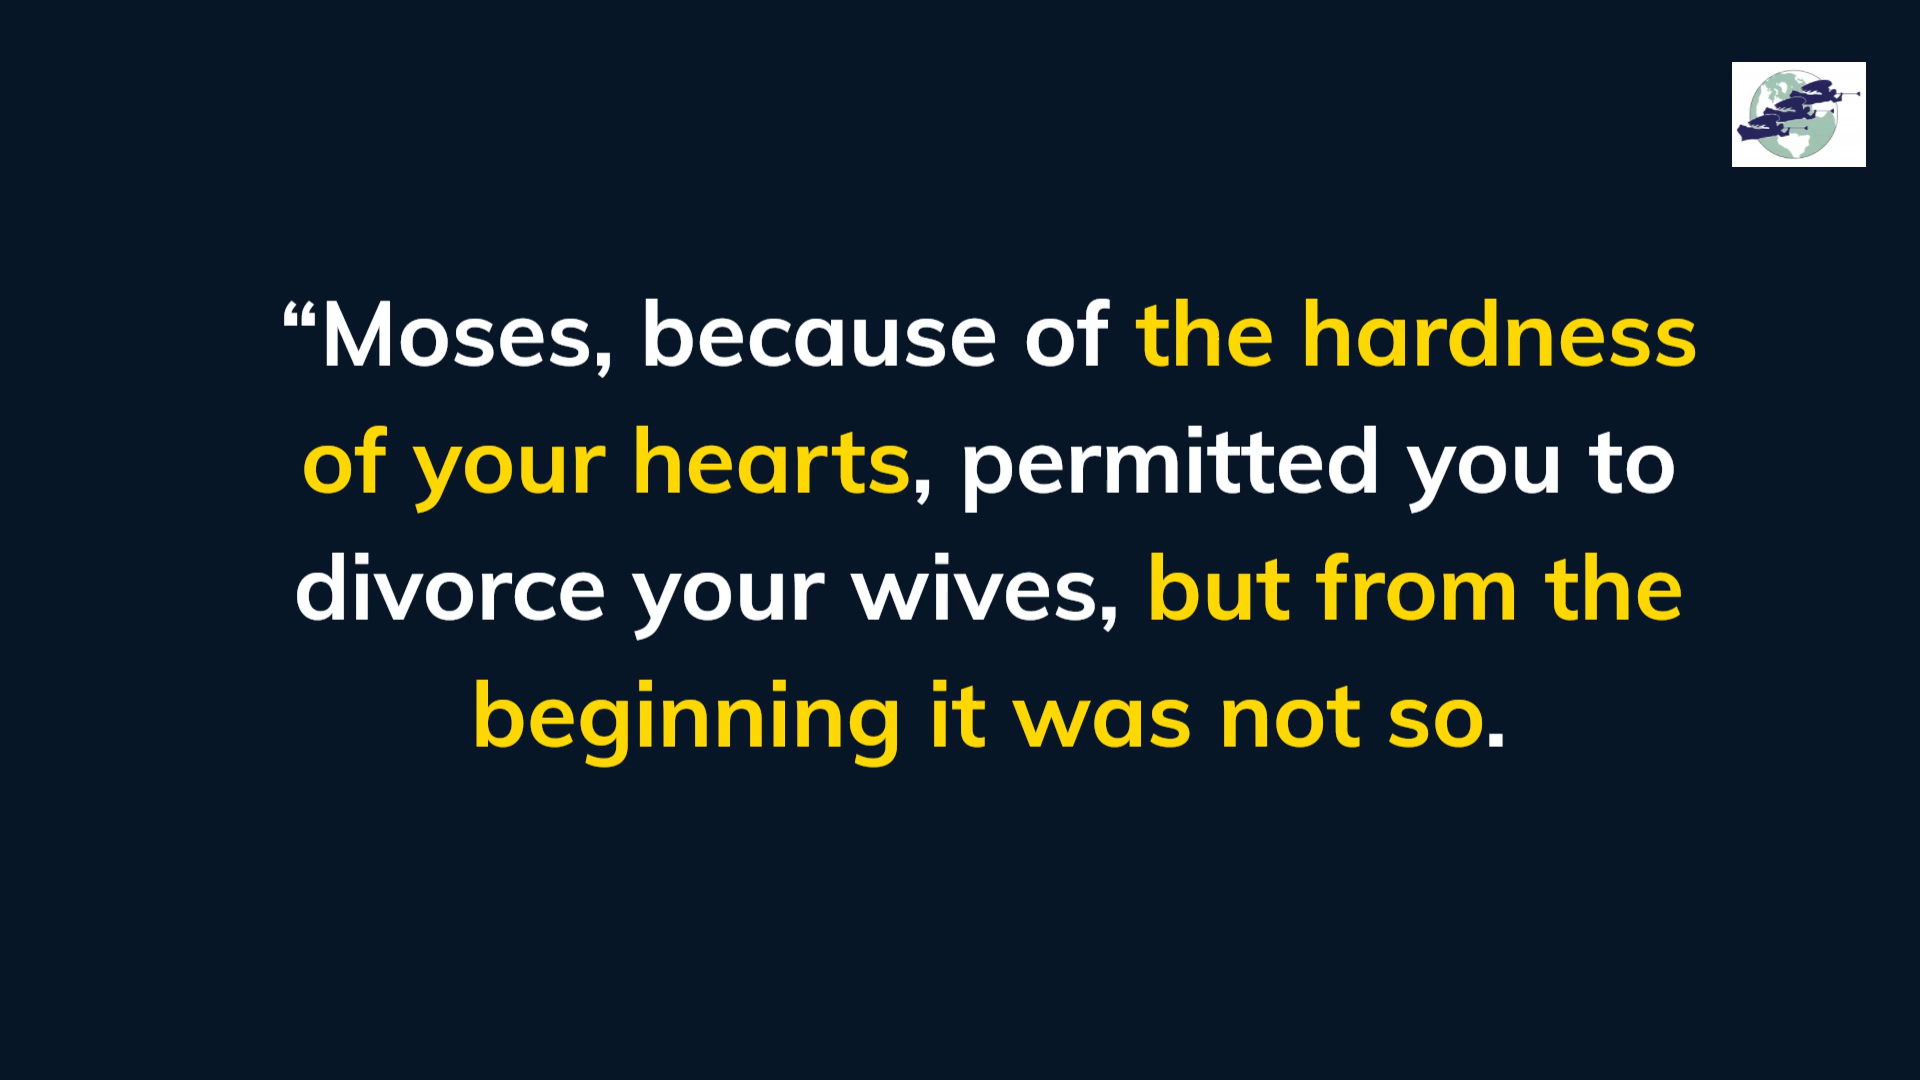 “Moses, because of the hardness
of your hearts, permitted you to
divorce your wives, but from the
beginning it was not so.